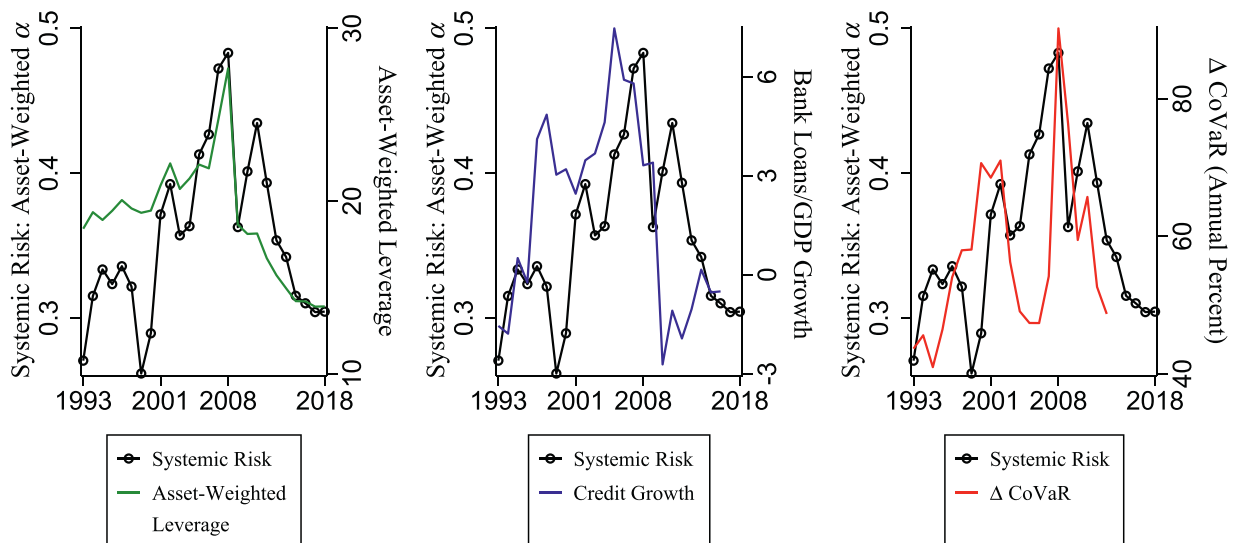 Systemic Risk: Asset-Weighted α
0.5
0.4
0.3
30
20
10
Asset-Weighted Leverage
1993 2001 2008 2018
Systemic Risk
Asset-Weighted
Leverage
Systemic Risk: Asset-Weighted α
0.5
0.4
0.3
6
3
0
-3
Bank Loans/GDP Growth
1993 2001 2008 2018
Systemic Risk
Credit Growth
Systemic Risk: Asset-Weighted α
0.5
0.4
0.3
80
60
40
Δ CoVaR (Annual Percent)
1993 2001 2008 2018
Systemic Risk
Δ CoVaR